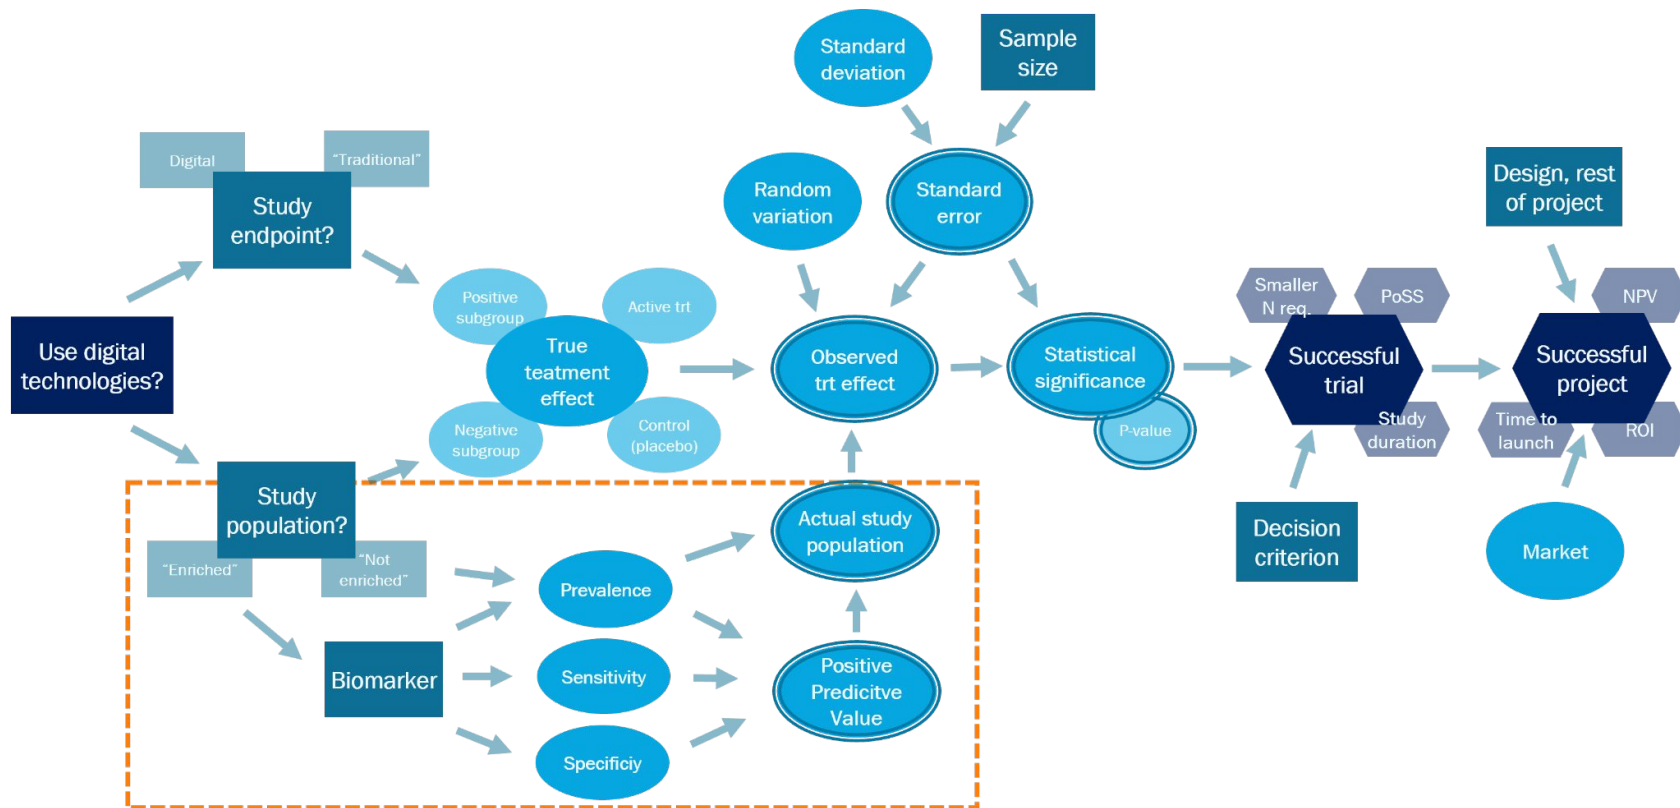 Standard
deviation
Sample
size
Digital
"Traditional"
Study
endpoint?
Random
variation
Standard
error
Design, rest
of project
Use digital
technologies?
Positive
subgroup
Active trt
True
teatment
effect
Negative
subgroup
Control
(placebo)
Observed
trt effect
Statistical
significance
P-value
Smaller
N req.
PoSS
Successful
trial
Study
duration
NPV
Successful
project
Time to
launch
ROI
Study
population?
"Enriched"
"Not
enriched"
Actual study
population
Decision
criterion
Market
Prevalence
Biomarker
Sensitivity
Specificiy
Positive
Predicitve
Value